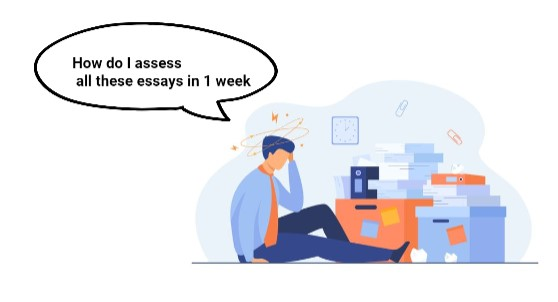 How do I assess
all these essays in 1 week